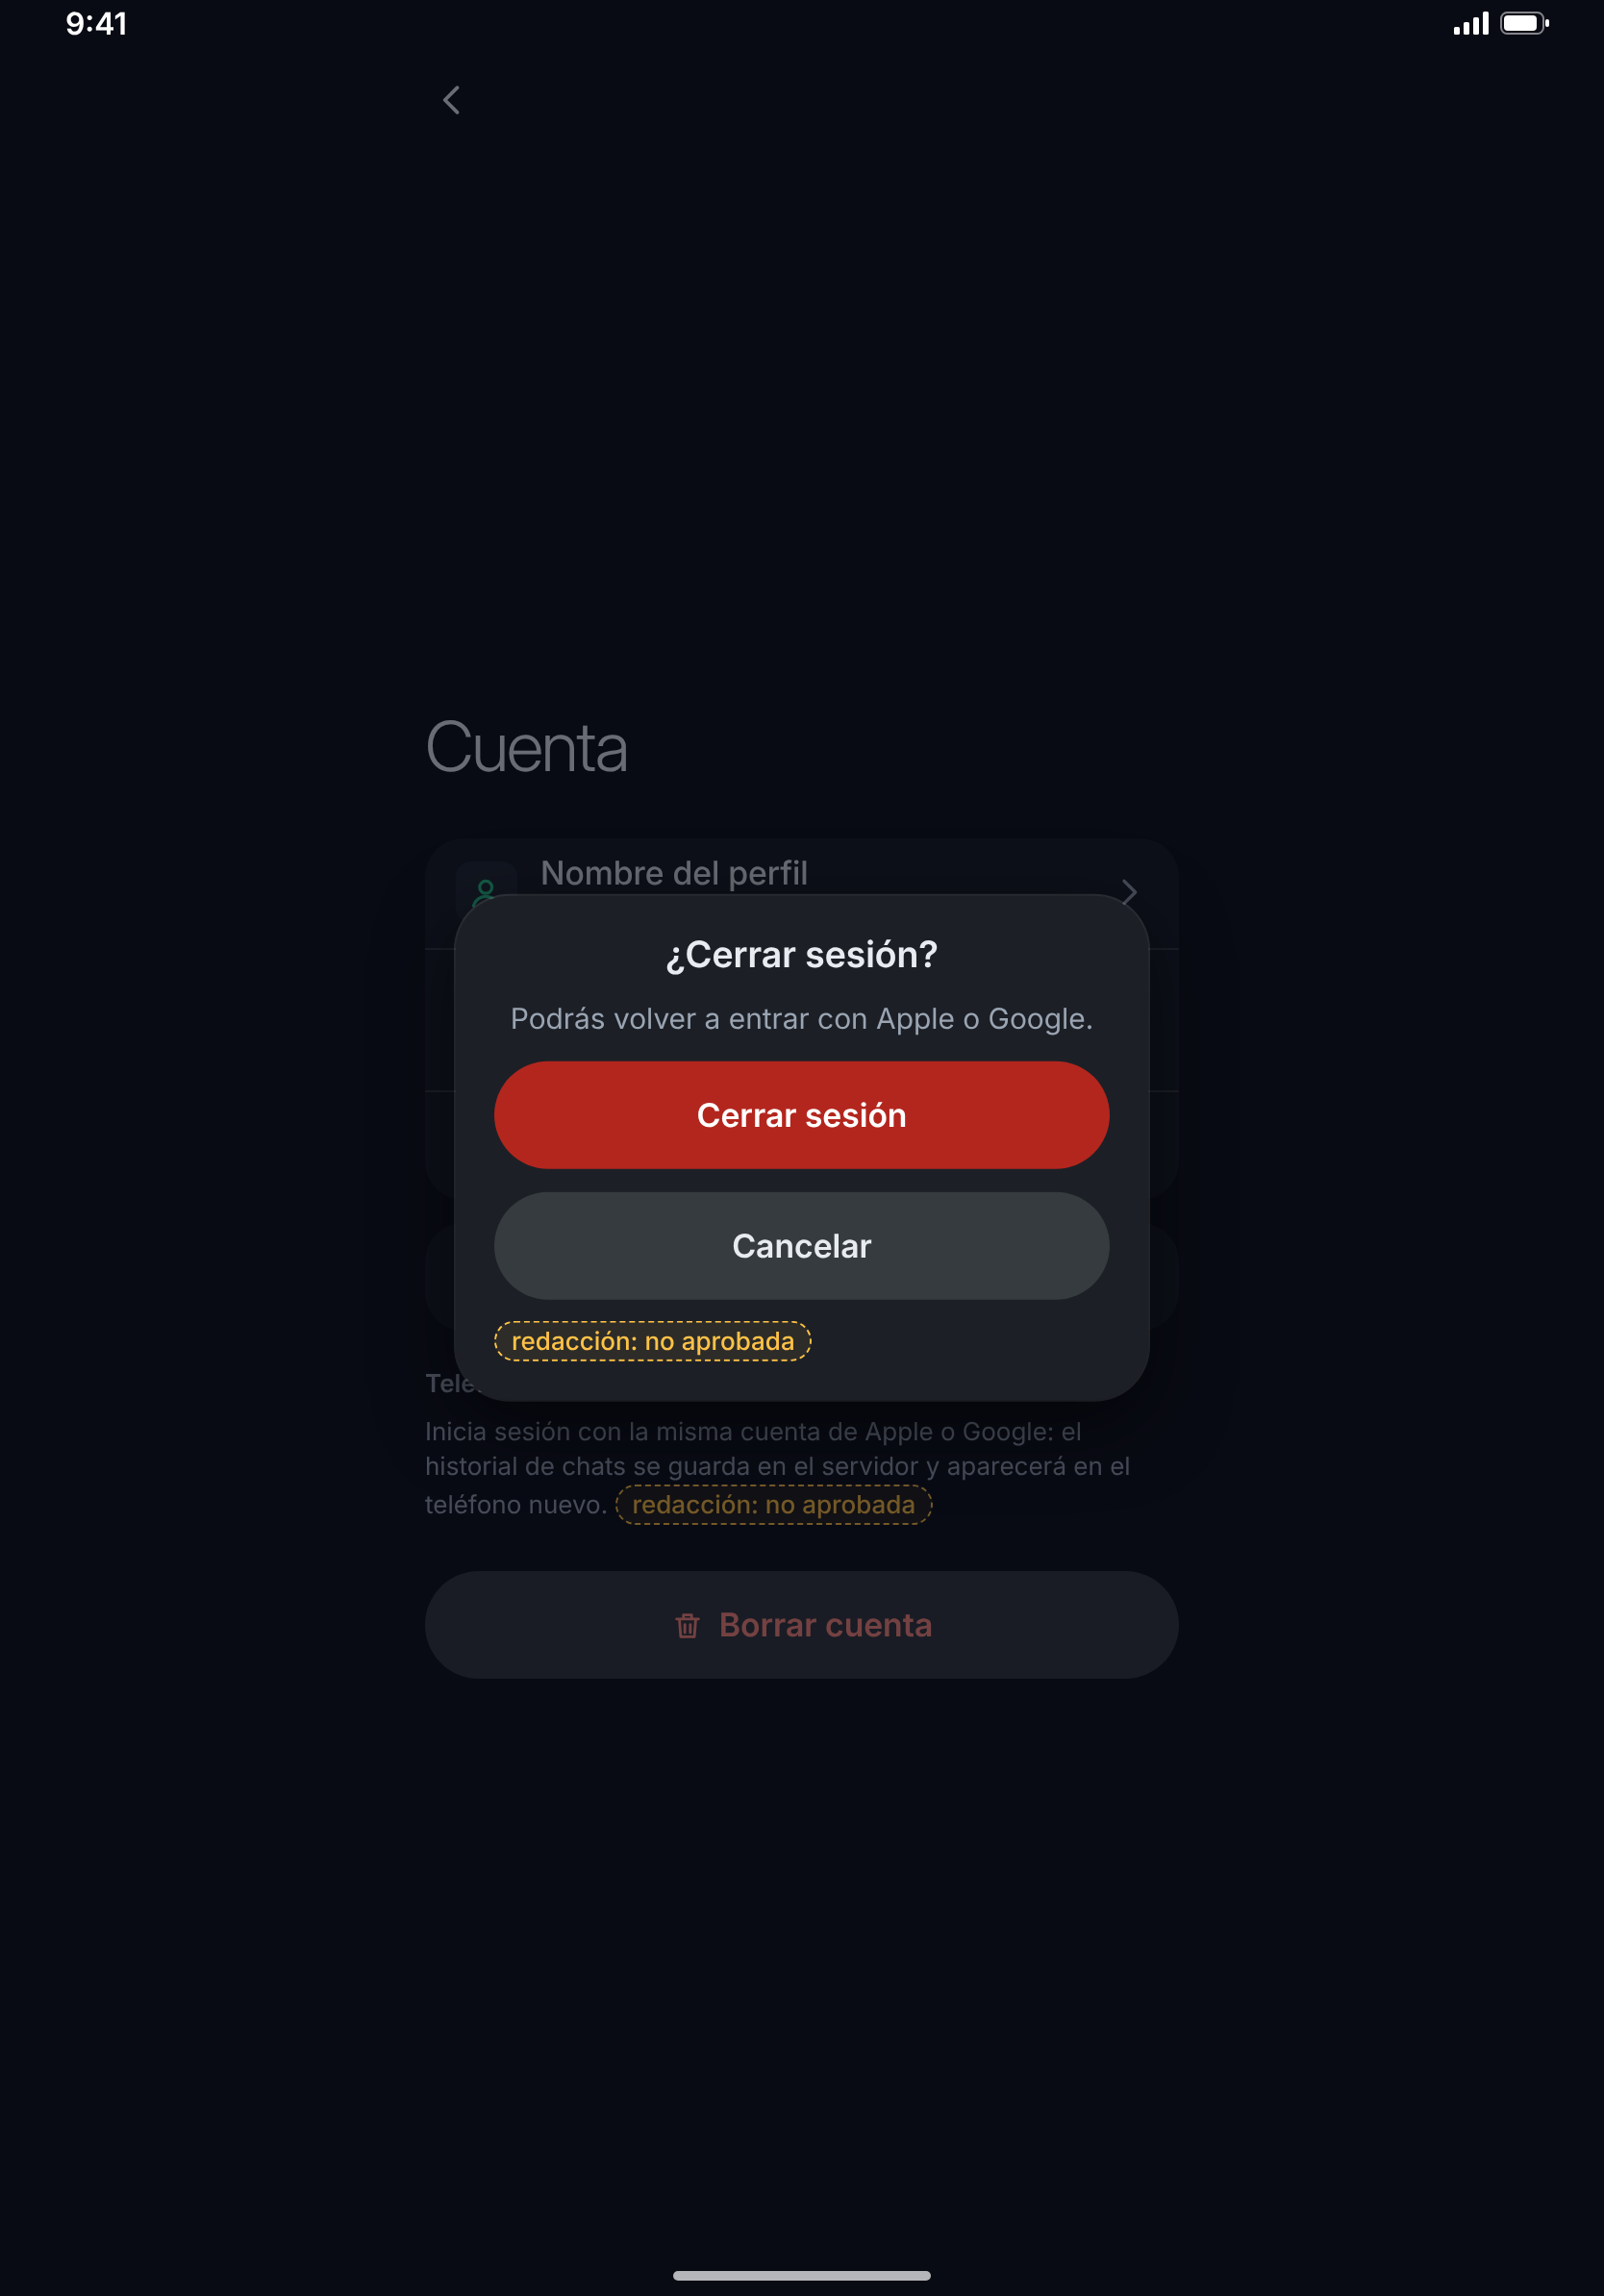 9:41
Cuenta
Nombre del perfil
¿Cerrar sesión?
Podrás volver a entrar con Apple o Google.
Cerrar sesión
Cancelar
redacción: no aprobada
Inicia sesión con la misma cuenta de Apple o Google: el
historial de chats se guarda en el servidor y aparecerá en el
teléfono nuevo. redacción: no aprobada
Borrar cuenta